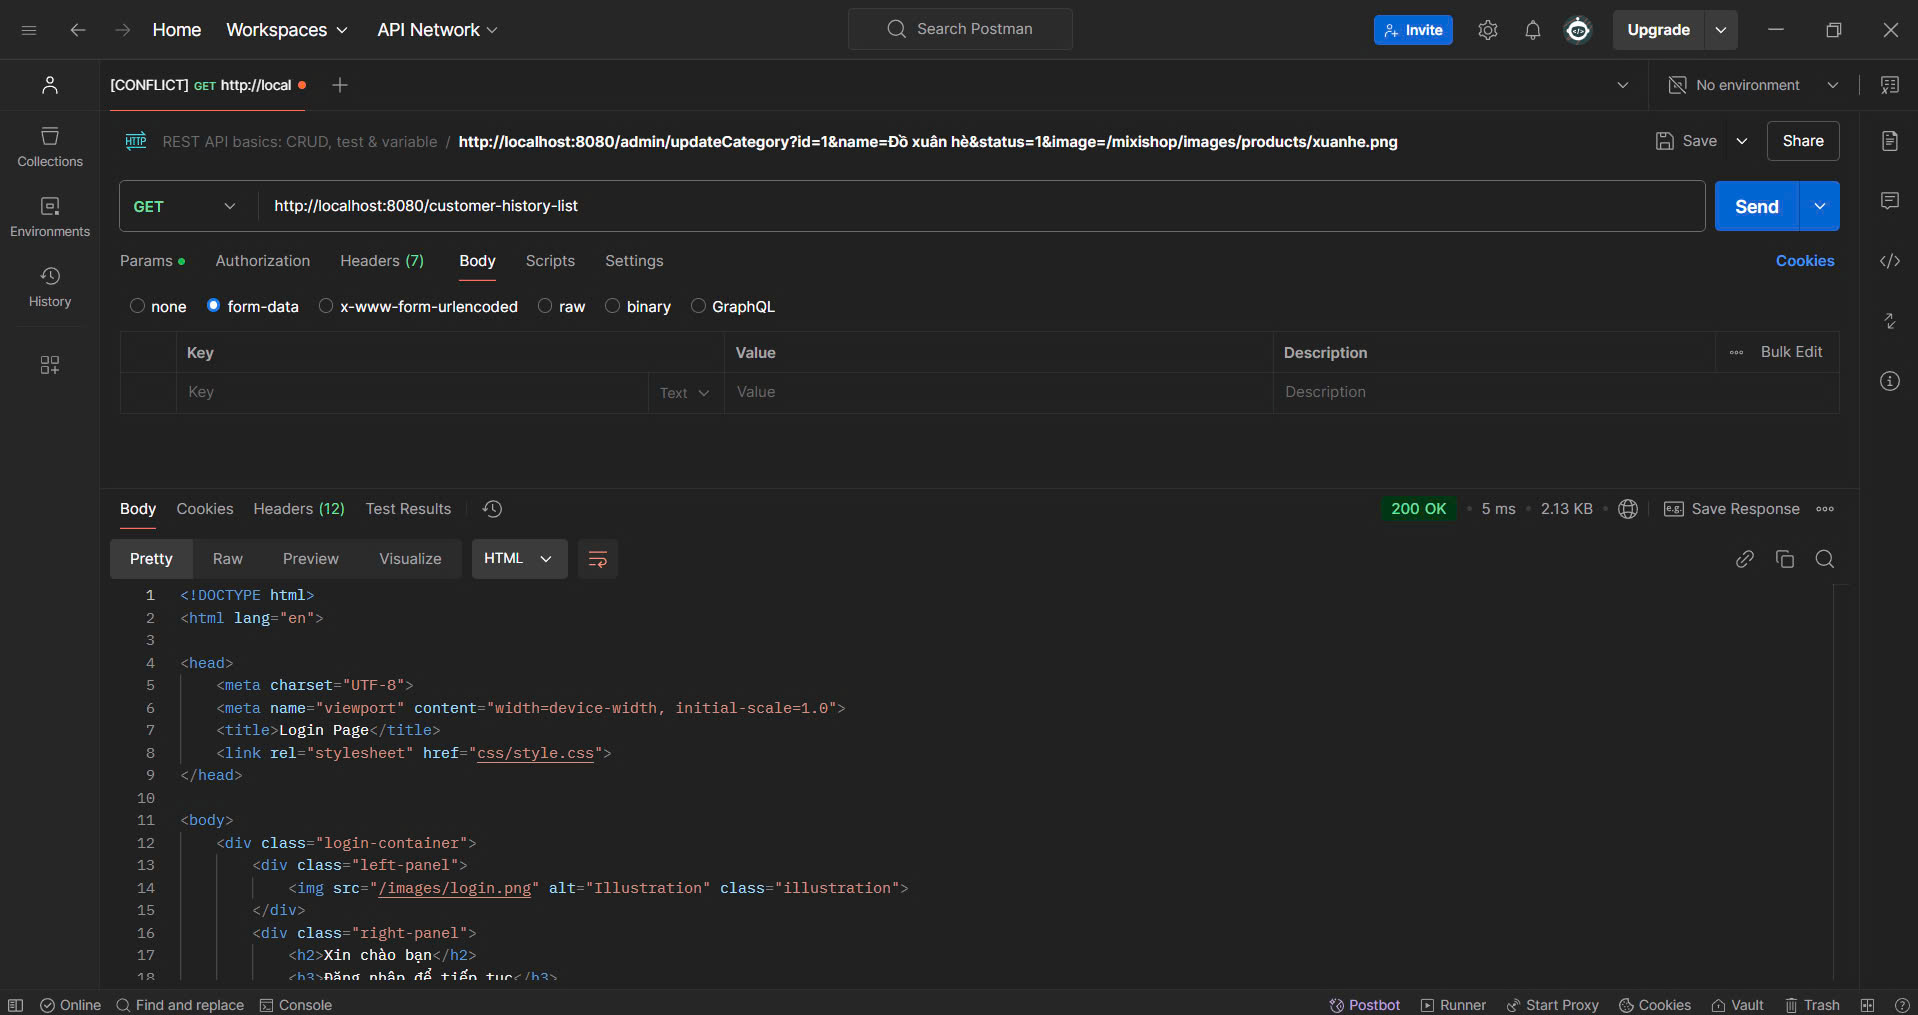 Home Workspaces API Network Search Postman Invite Upgrade
[CONFLICT] GET http://local No environment
HTTP REST API basics: CRUD, test & variable / http://localhost:8080/admin/updateCategory?id=1&name=Đồ xuân hè&status=1&image=/mixishop/images/products/xuanhe.png Save Share
Collections
Environments
History
GET http://localhost:8080/customer-history-list Send
Params Authorization Headers (7) Body Scripts Settings Cookies
none form-data x-www-form-urlencoded raw binary GraphQL
Key Value Description Bulk Edit
Key Text Value Description
Body Cookies Headers (12) Test Results 200 OK 5 ms 2.13 KB e.g. Save Response
Pretty Raw Preview Visualize HTML
1 <!DOCTYPE html>
2 <html lang="en">
3
4 <head>
5 <meta charset="UTF-8">
6 <meta name="viewport" content="width=device-width, initial-scale=1.0">
7 <title>Login Page</title>
8 <link rel="stylesheet" href="css/style.css">
9 </head>
10
11 <body>
12 <div class="login-container">
13 <div class="left-panel">
14 <img src="/images/login.png" alt="Illustration" class="illustration">
15 </div>
16 <div class="right-panel">
17 <h2>Xin chào bạn</h2>
18 <h3>Đăng nhập để tiếp tục</h3>
Online Find and replace Console Postbot Runner Start Proxy Cookies Vault Trash